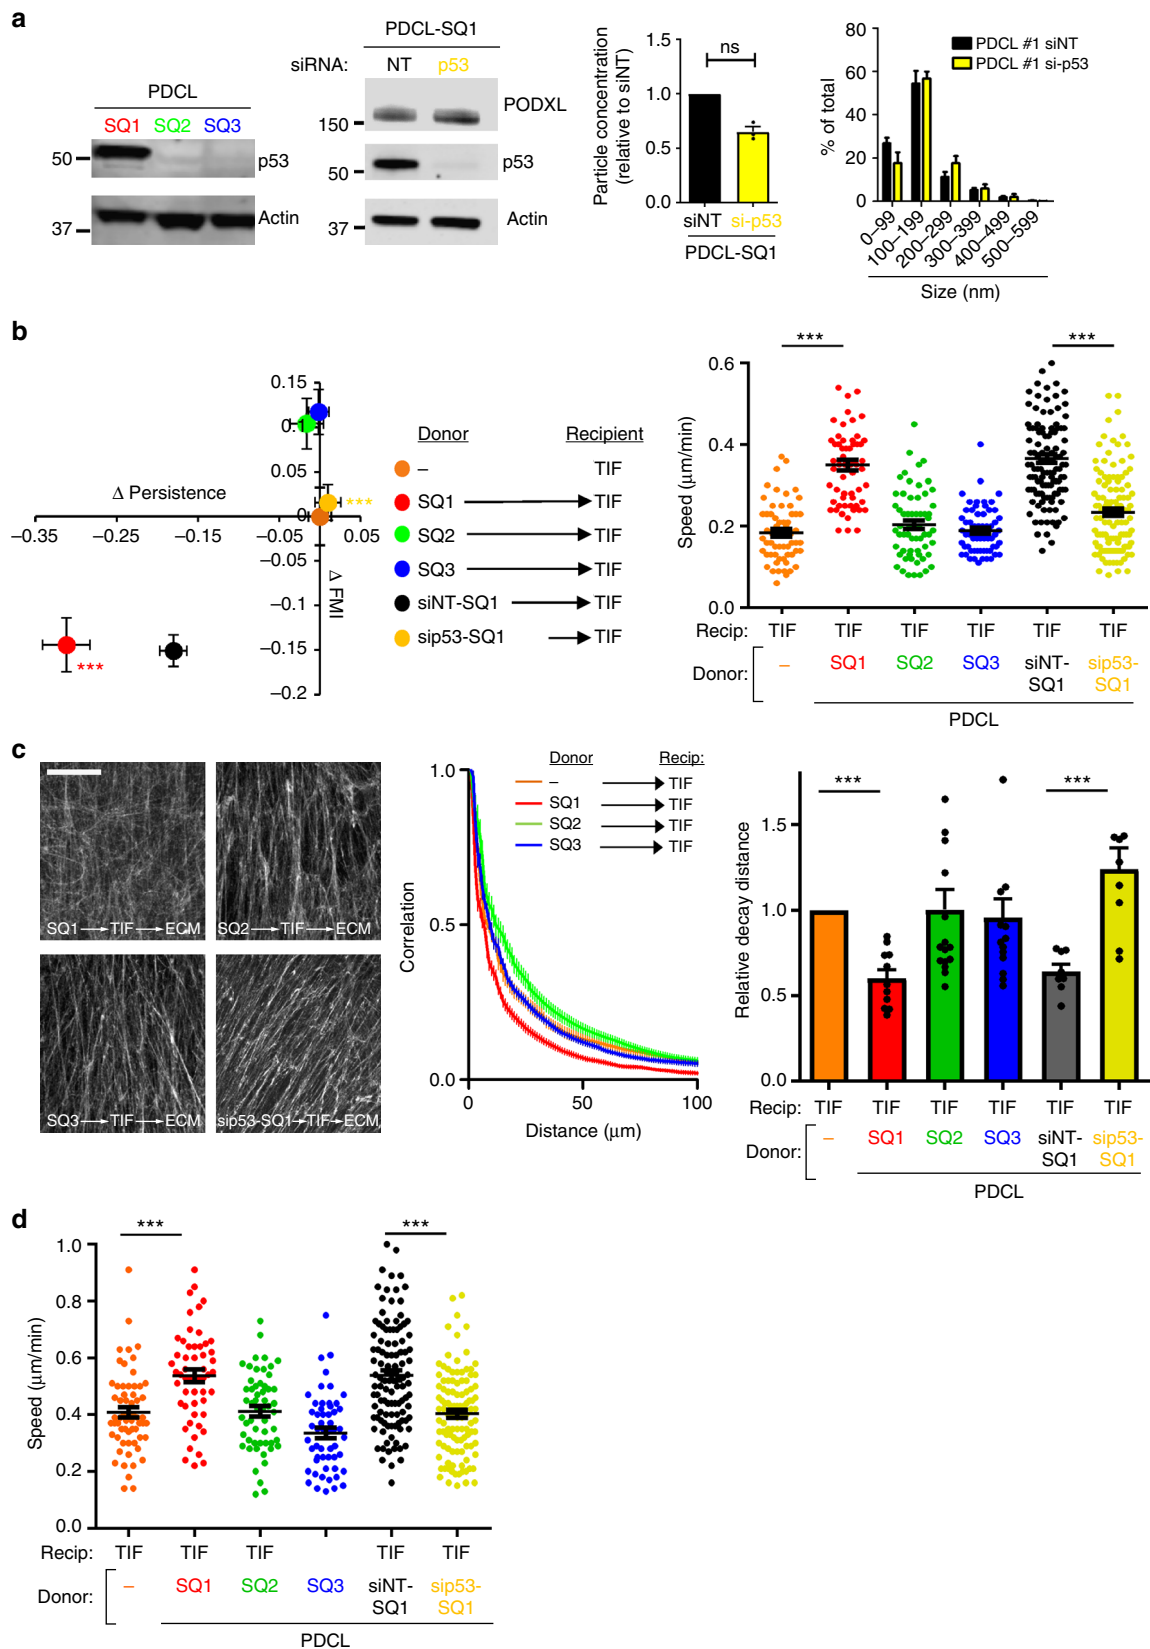 a
PDCL
SQ1 SQ2 SQ3
50
p53
37
Actin
PDCL-SQ1
siRNA: NT p53
150
PODXL
50
p53
37
Actin
Particle concentration
(relative to siNT)
1.5
1.0
0.5
0.0
ns
siNT si-p53
PDCL-SQ1
% of total
80
60
40
20
0
PDCL #1 siNT
PDCL #1 si-p53
0–99
100–199
200–299
300–399
400–499
500–599
Size (nm)
b
0.15
0.1
0.05
0
–0.05
–0.1
–0.15
–0.2
Δ Persistence
–0.35 –0.25 –0.15 –0.05 0.05
Δ FMI
***
***
Donor Recipient
– TIF
SQ1 TIF
SQ2 TIF
SQ3 TIF
siNT-SQ1 TIF
sip53-SQ1 TIF
Speed (μm/min)
0.6
0.4
0.2
0.0
*** ***
Recip: TIF TIF TIF TIF TIF TIF
Donor: – SQ1 SQ2 SQ3 siNT-SQ1 sip53-SQ1
PDCL
c
SQ1 TIF ECM
SQ2 TIF ECM
SQ3 TIF ECM
sip53-SQ1 TIF ECM
Correlation
1.0
0.5
0.0
0 50 100
Distance (μm)
Donor Recip:
– TIF
SQ1 TIF
SQ2 TIF
SQ3 TIF
Relative decay distance
1.5
1.0
0.5
0.0
*** ***
Recip: TIF TIF TIF TIF TIF TIF
Donor: – SQ1 SQ2 SQ3 siNT-SQ1 sip53-SQ1
PDCL
d
Speed (μm/min)
1.0
0.8
0.6
0.4
0.2
0.0
*** ***
Recip: TIF TIF TIF TIF TIF
Donor: – SQ1 SQ2 SQ3 siNT-SQ1 sip53-SQ1
PDCL